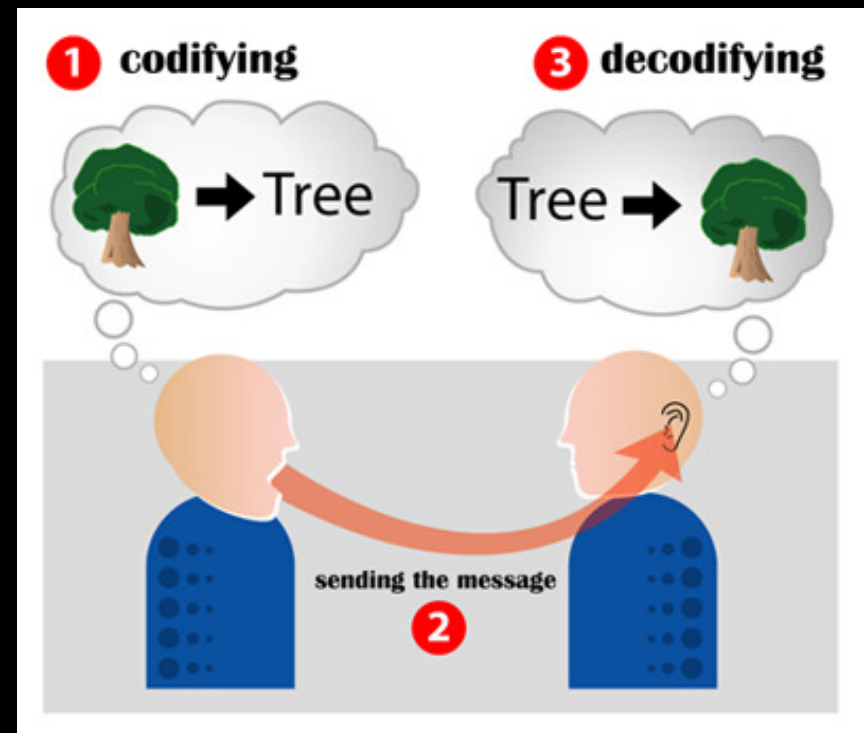 1 codifying
3 decodifying
Tree
Tree
sending the message
2